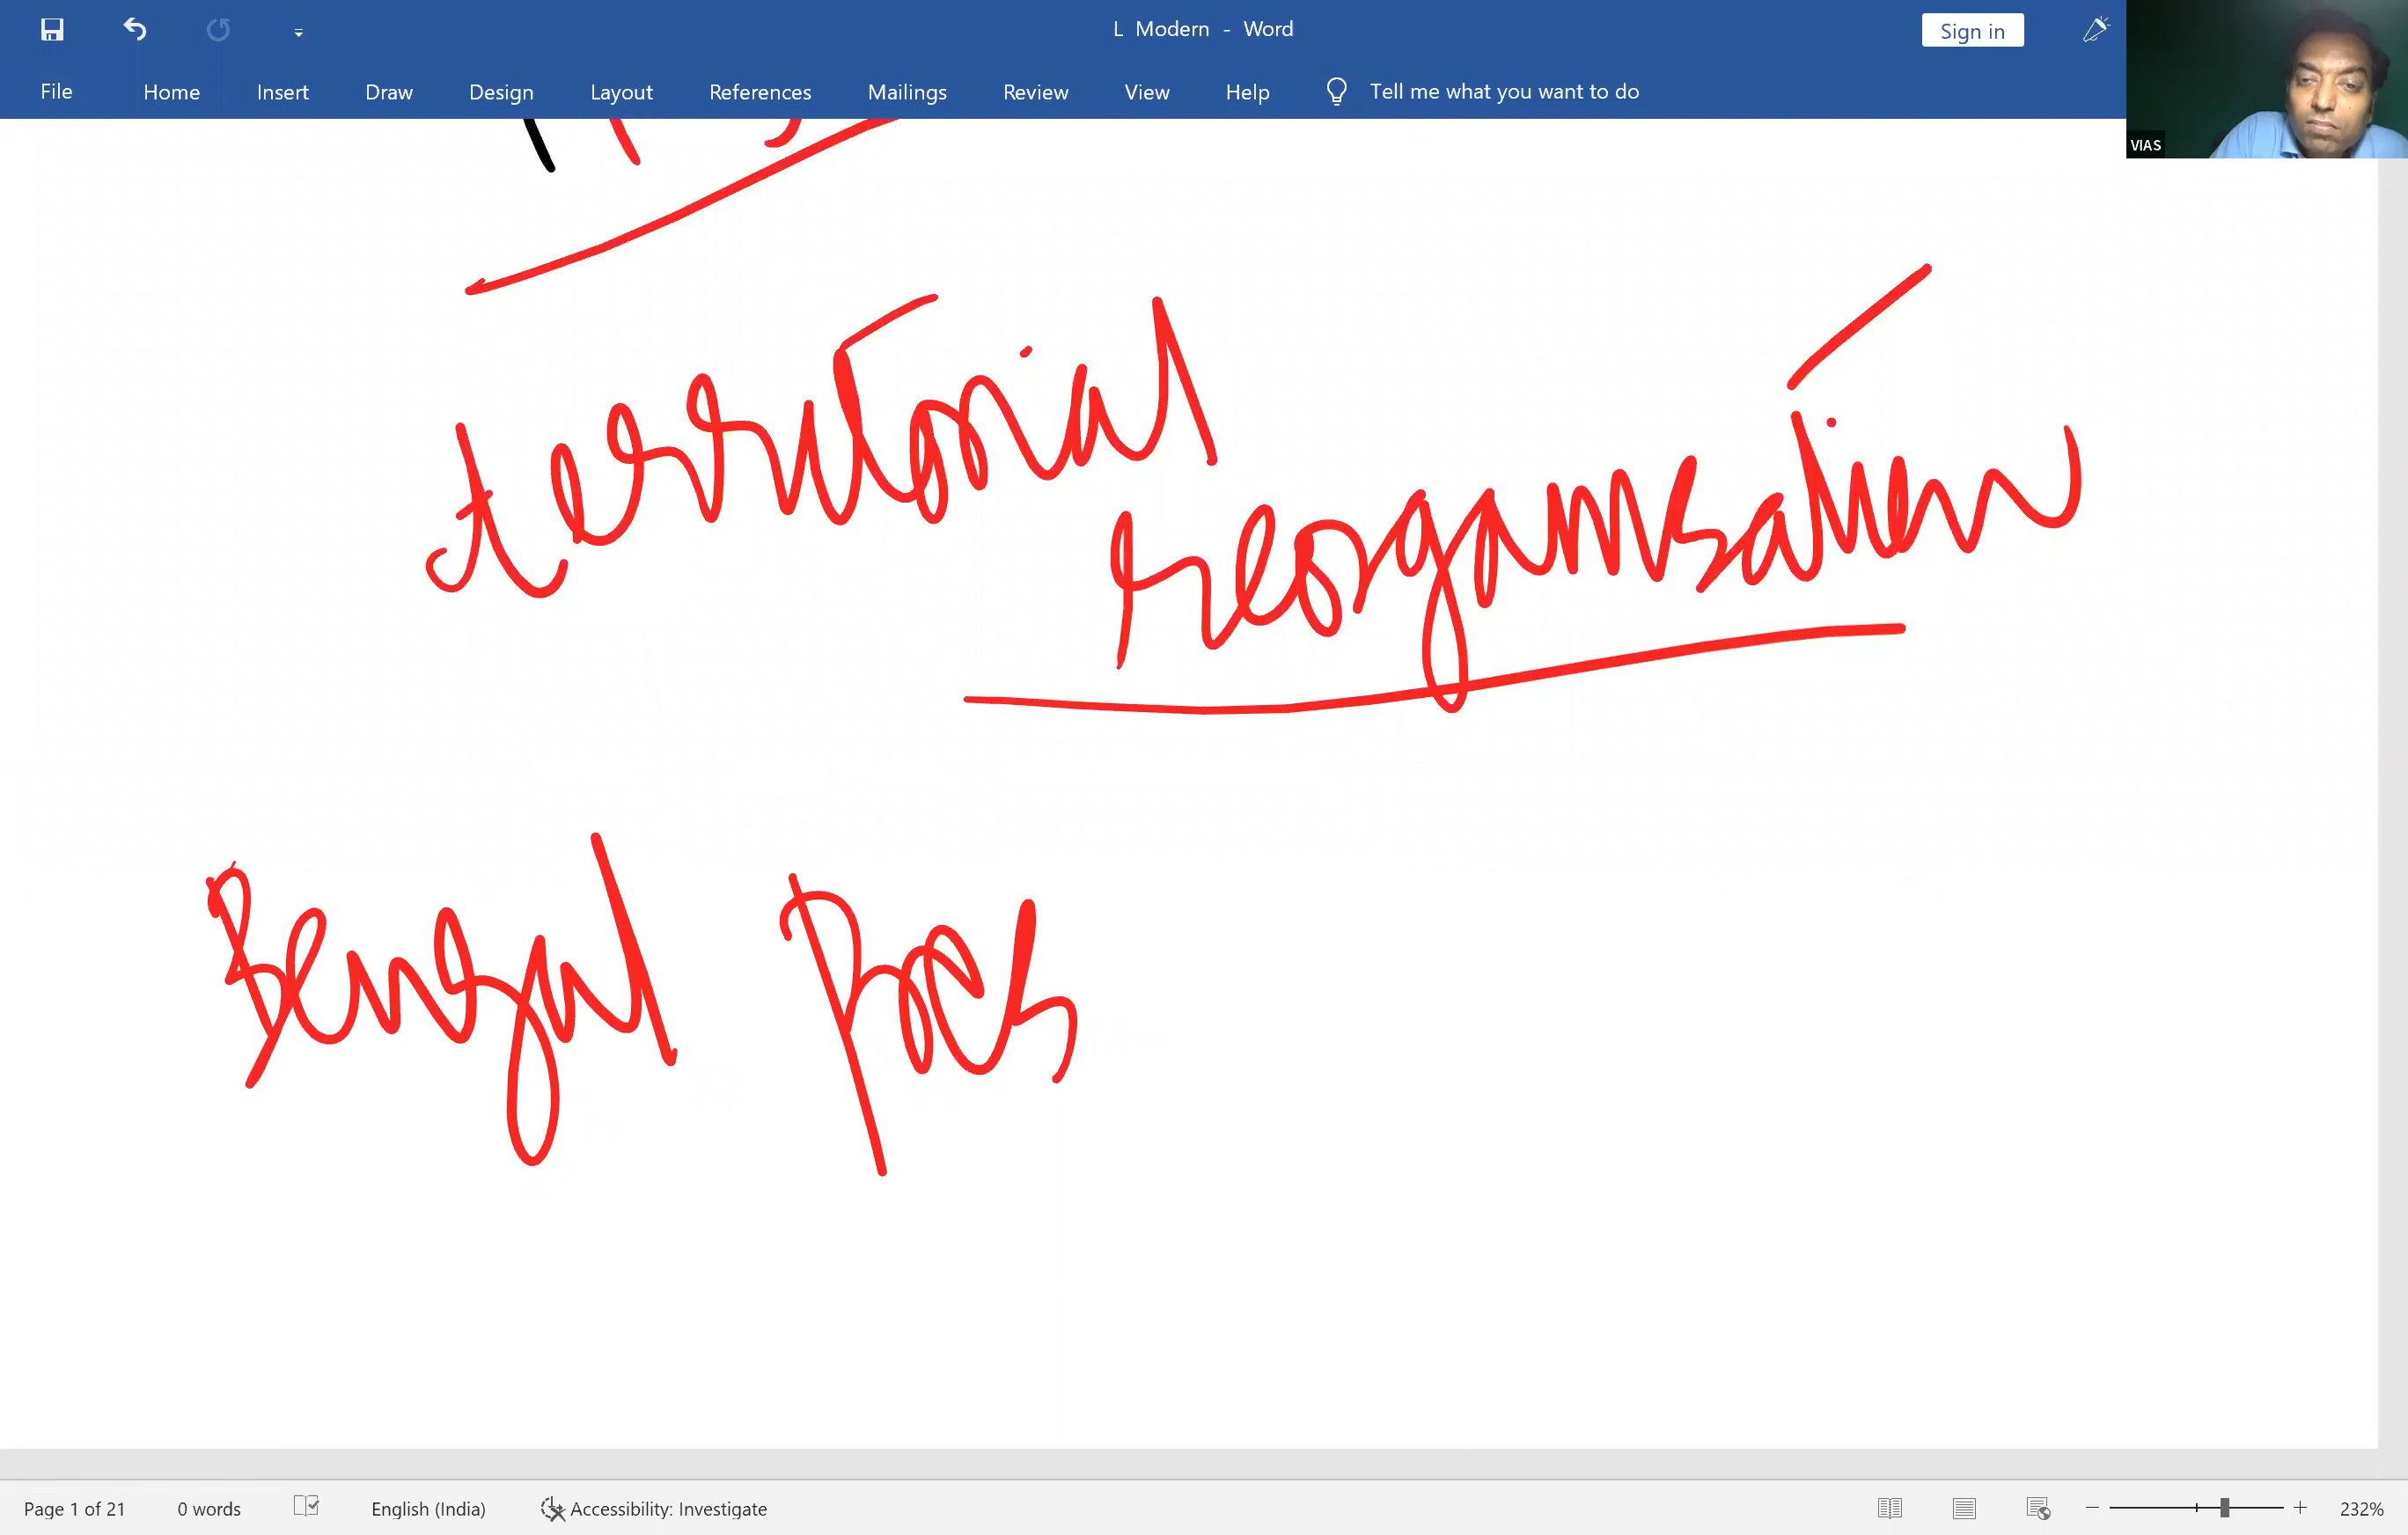 L Modern - Word
Sign in
File Home Insert Draw Design Layout References Mailings Review View Help Tell me what you want to do
VIAS
territorial
reorganisation
Bengal Pres
Page 1 of 21 0 words English (India) Accessibility: Investigate 232%